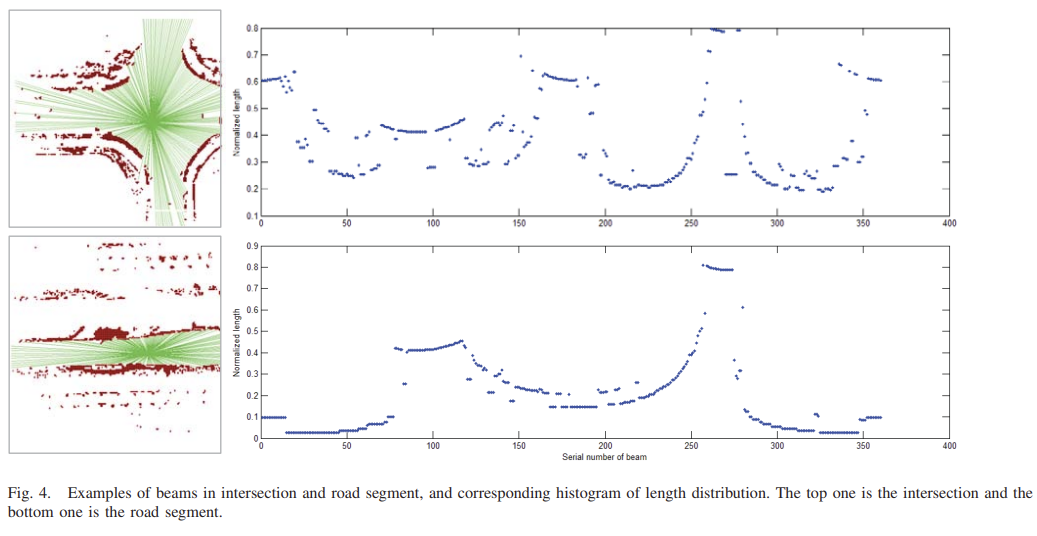 0.8
0.7
0.6
0.5
0.4
0.3
0.2
0.1
Normalized length
0 50 100 150 200 250 300 350 400
0.9
0.8
0.7
0.6
0.5
0.4
0.3
0.2
0.1
0
Normalized length
0 50 100 150 200 250 300 350 400
Serial number of beam
Fig. 4. Examples of beams in intersection and road segment, and corresponding histogram of length distribution. The top one is the intersection and the
bottom one is the road segment.